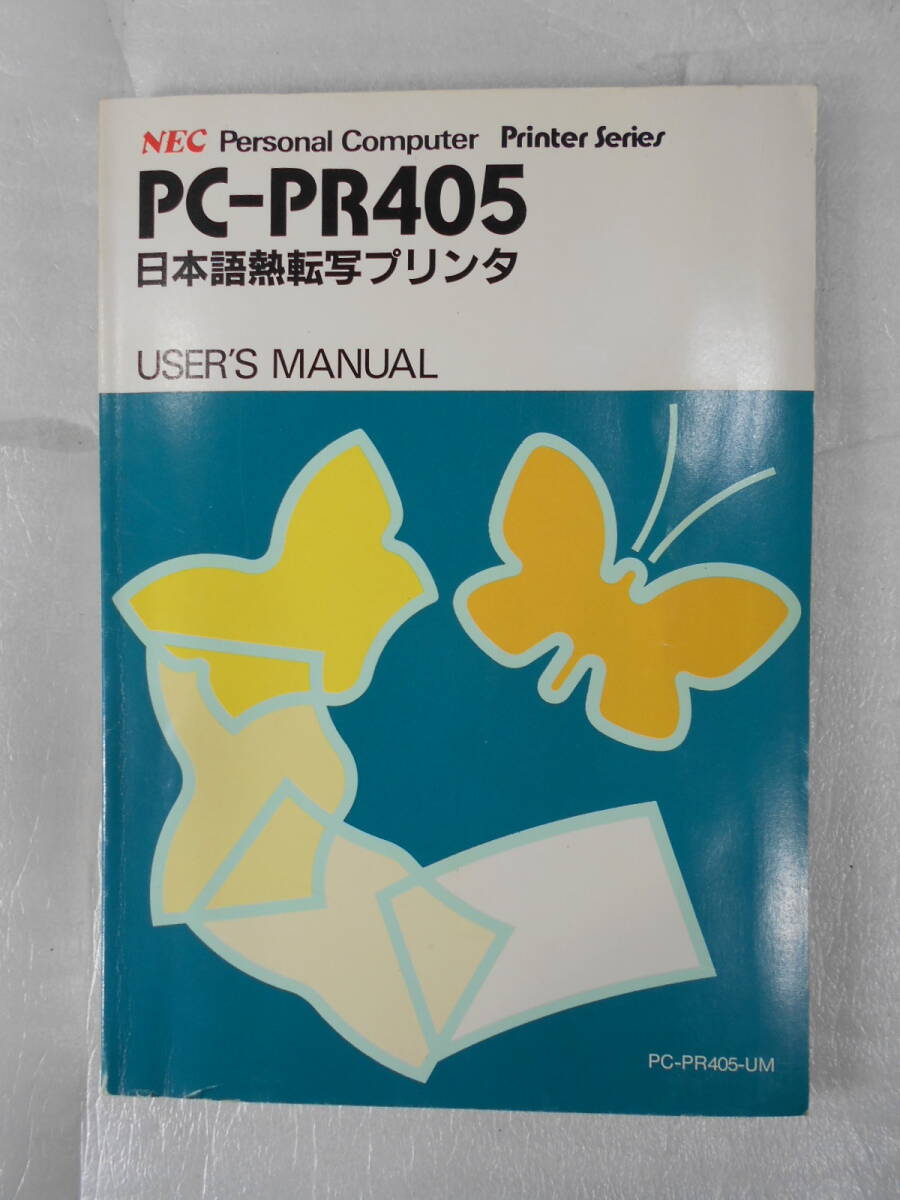 NEC Personal Computer Printer Series
PC-PR405
日本語熱転写プリンタ
USER'S MANUAL
PC-PR405-UM